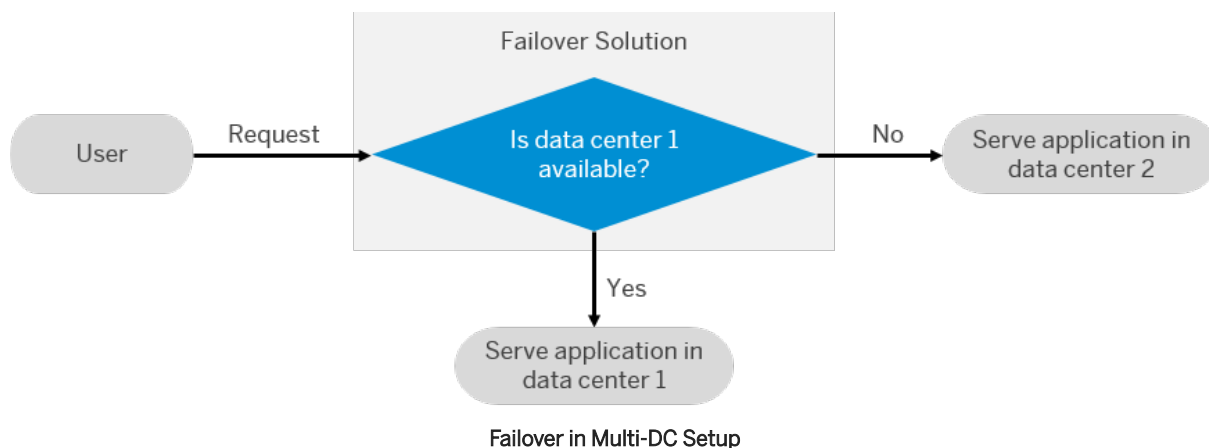 Failover Solution
User
Request
Is data center 1
available?
No
Serve application in
data center 2
Yes
Serve application in
data center 1
Failover in Multi-DC Setup